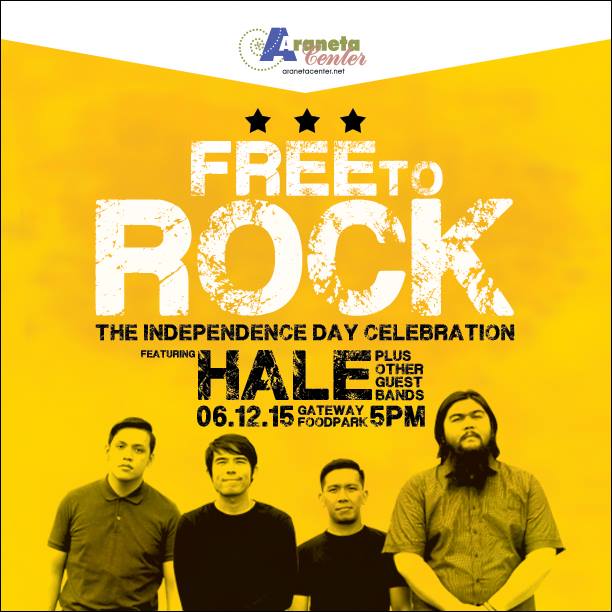 Araneta
Center
aranetacenter.net
FREE TO
ROCK
THE INDEPENDENCE DAY CELEBRATION
FEATURING
HALE
PLUS
OTHER
GUEST
BANDS
06.12.15 GATEWAY FOODPARK 5PM